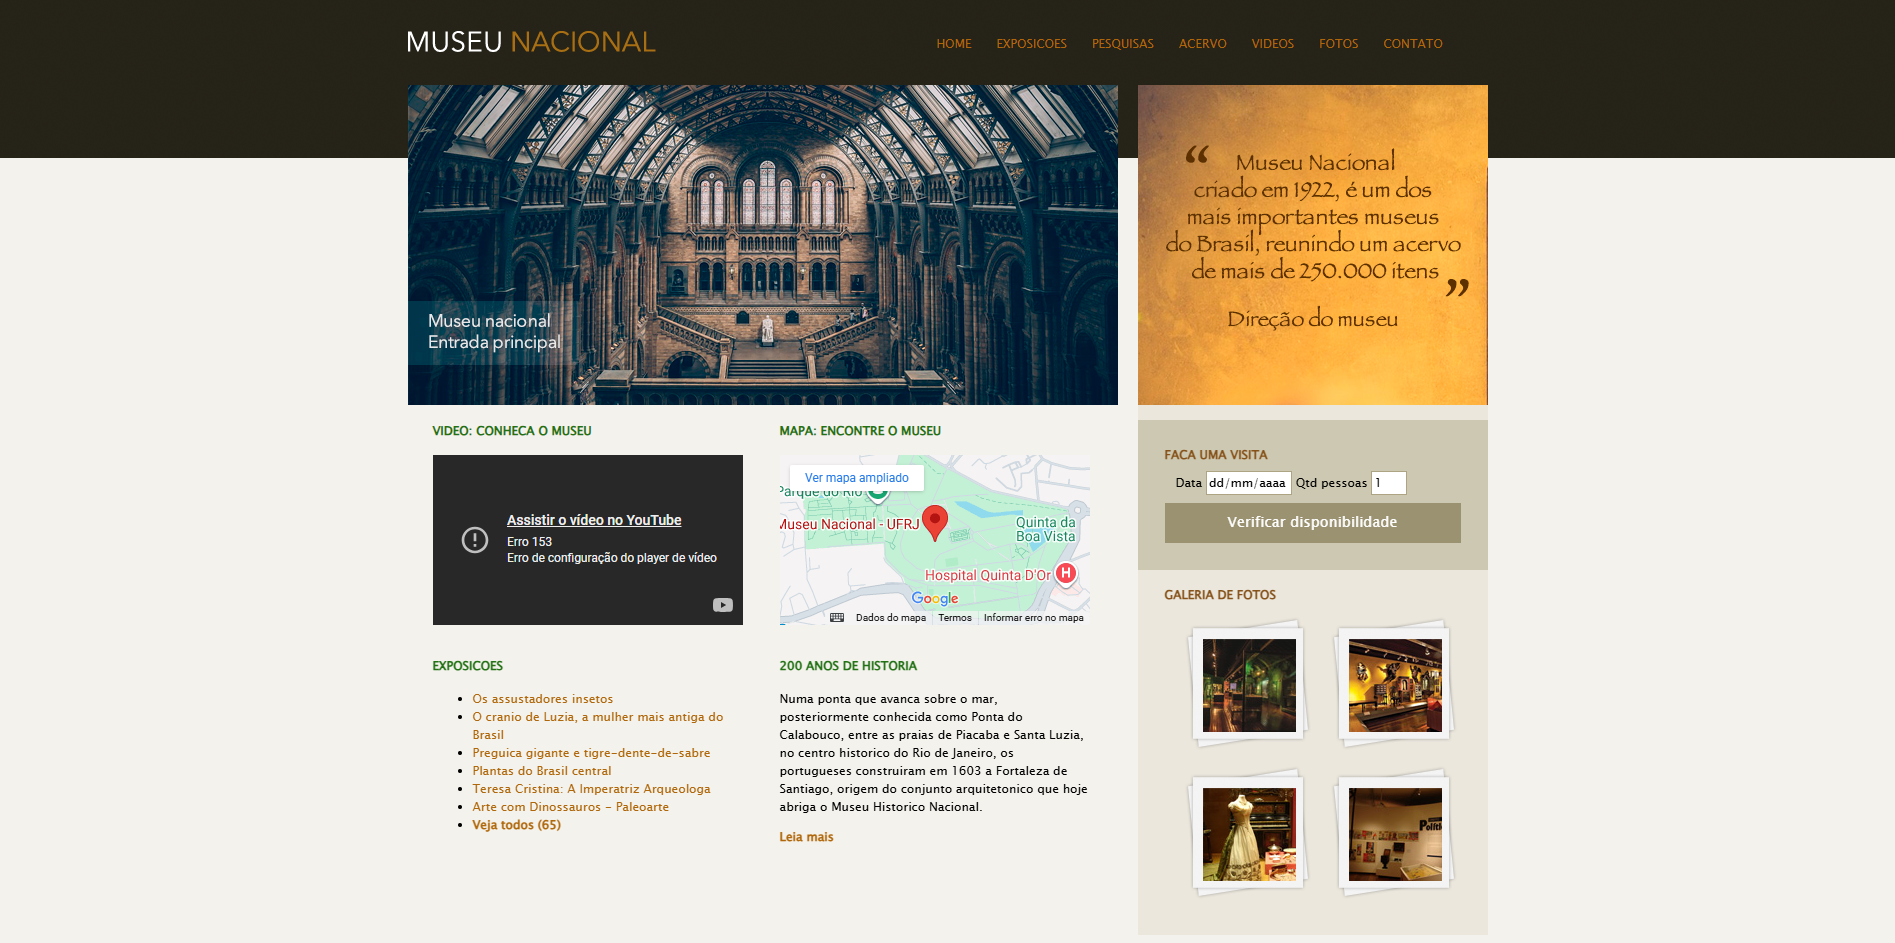 MUSEU NACIONAL
HOME EXPOSICOES PESQUISAS ACERVO VIDEOS FOTOS CONTATO
Museu nacional
Entrada principal
“ Museu Nacional
criado em 1922, é um dos
mais importantes museus
do Brasil, reunindo um acervo
de mais de 250.000 itens ”
Direção do museu
VIDEO: CONHECA O MUSEU
Assistir o vídeo no YouTube
Erro 153
Erro de configuração do player de vídeo
MAPA: ENCONTRE O MUSEU
Ver mapa ampliado
Parque do Rio
Museu Nacional - UFRJ
Quinta da
Boa Vista
Hospital Quinta D'Or
H
Google
Dados do mapa Termos Informar erro no mapa
FACA UMA VISITA
Data dd/mm/aaaa Qtd pessoas 1
Verificar disponibilidade
GALERIA DE FOTOS
Polític
EXPOSICOES
• Os assustadores insetos
• O cranio de Luzia, a mulher mais antiga do
Brasil
• Preguica gigante e tigre-dente-de-sabre
• Plantas do Brasil central
• Teresa Cristina: A Imperatriz Arqueologa
• Arte com Dinossauros - Paleoarte
• Veja todos (65)
200 ANOS DE HISTORIA
Numa ponta que avanca sobre o mar,
posteriormente conhecida como Ponta do
Calabouco, entre as praias de Piacaba e Santa Luzia,
no centro historico do Rio de Janeiro, os
portugueses construiram em 1603 a Fortaleza de
Santiago, origem do conjunto arquitetonico que hoje
abriga o Museu Historico Nacional.
Leia mais